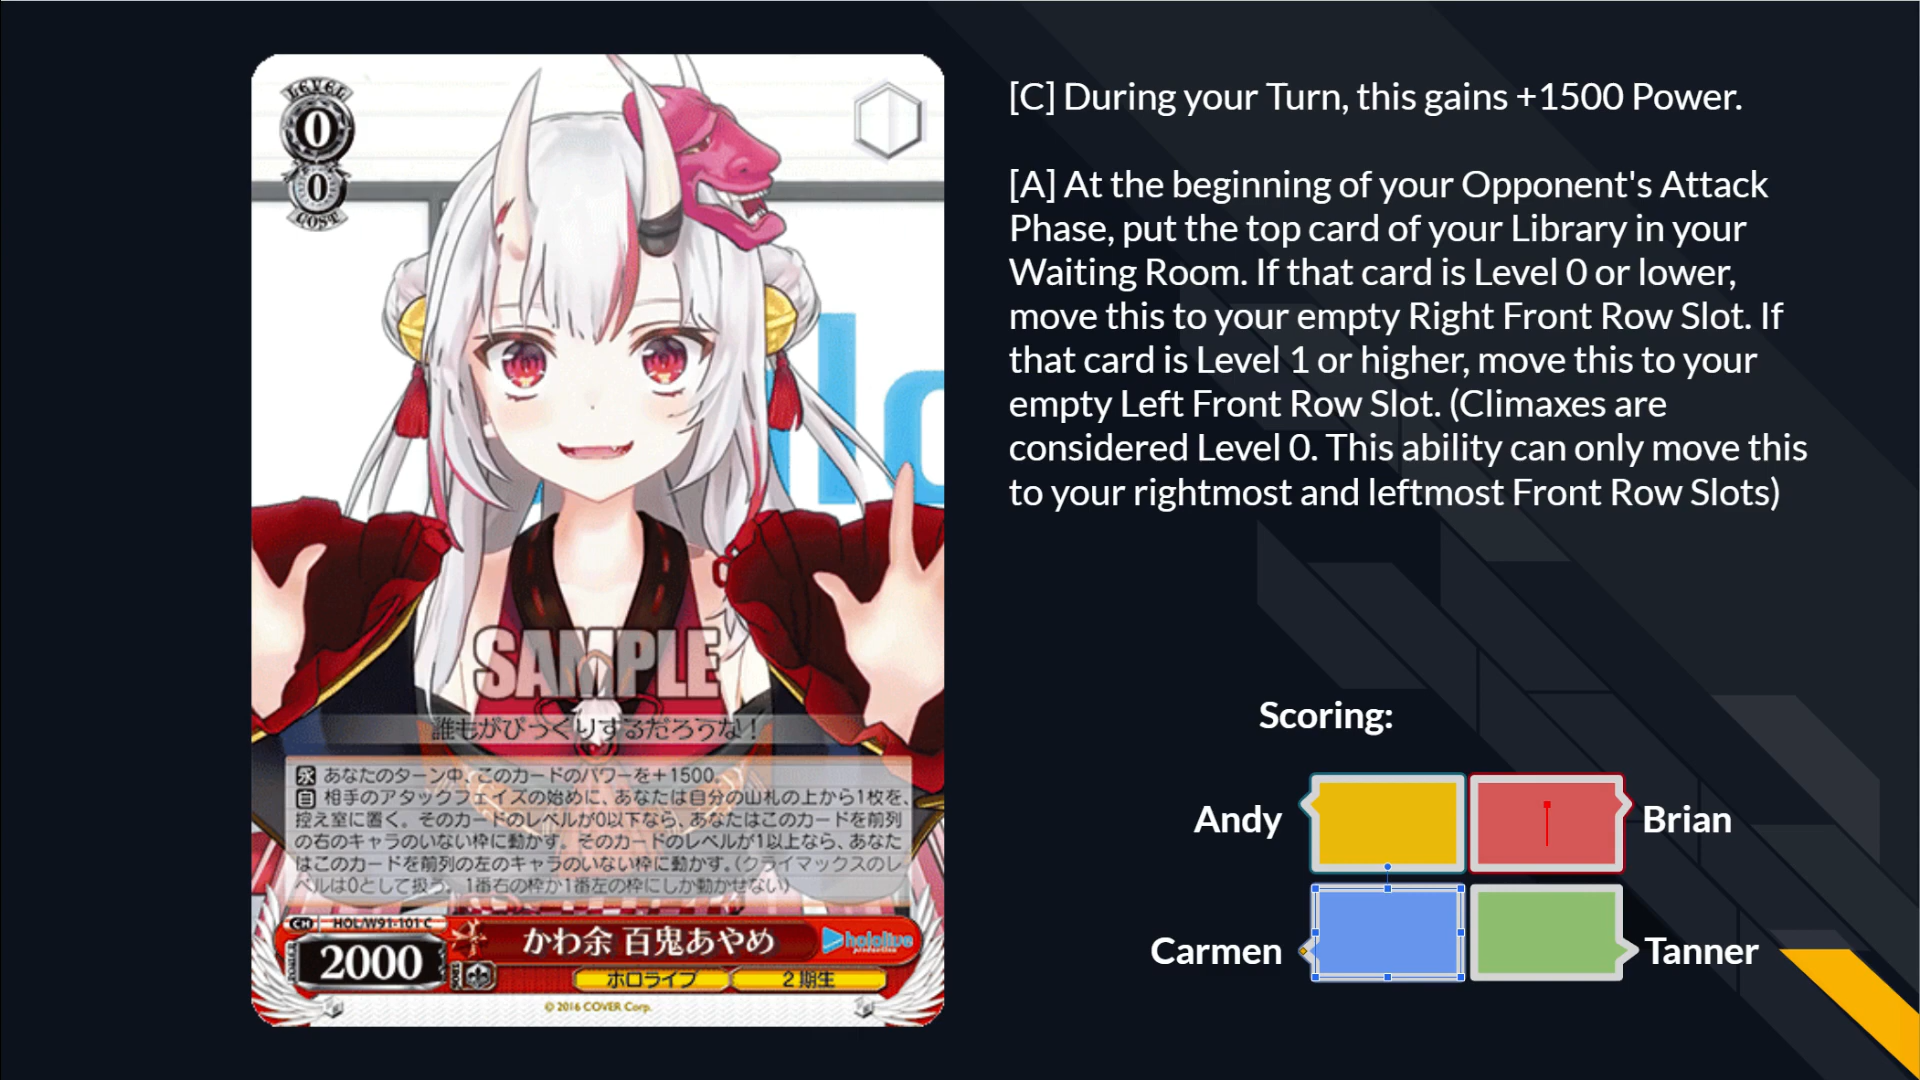 LEVEL
0
0
COST
SAMPLE
誰もがびっくりするだろうな!
永 あなたのターン中、このカードのパワーを+1500。
自 相手のアタックフェイズの始めに、あなたは自分の山札の上から1枚を、
控え室に置く。そのカードのレベルが0以下なら、あなたはこのカードを前列
の右のキャラのいない枠に動かす。そのカードのレベルが1以上なら、あなた
はこのカードを前列の左のキャラのいない枠に動かす。(クライマックスのレ
ベルは0として扱う。1番右の枠か1番左の枠にしか動かせない)
CH HOL/W91-101 C
POWER 2000 SOUL
かわ余 百鬼あやめ
hololive
production
ホロライブ 2期生
© 2016 COVER Corp.
[C] During your Turn, this gains +1500 Power.
[A] At the beginning of your Opponent's Attack
Phase, put the top card of your Library in your
Waiting Room. If that card is Level 0 or lower,
move this to your empty Right Front Row Slot. If
that card is Level 1 or higher, move this to your
empty Left Front Row Slot. (Climaxes are
considered Level 0. This ability can only move this
to your rightmost and leftmost Front Row Slots)
Scoring:
Andy Brian
Carmen Tanner